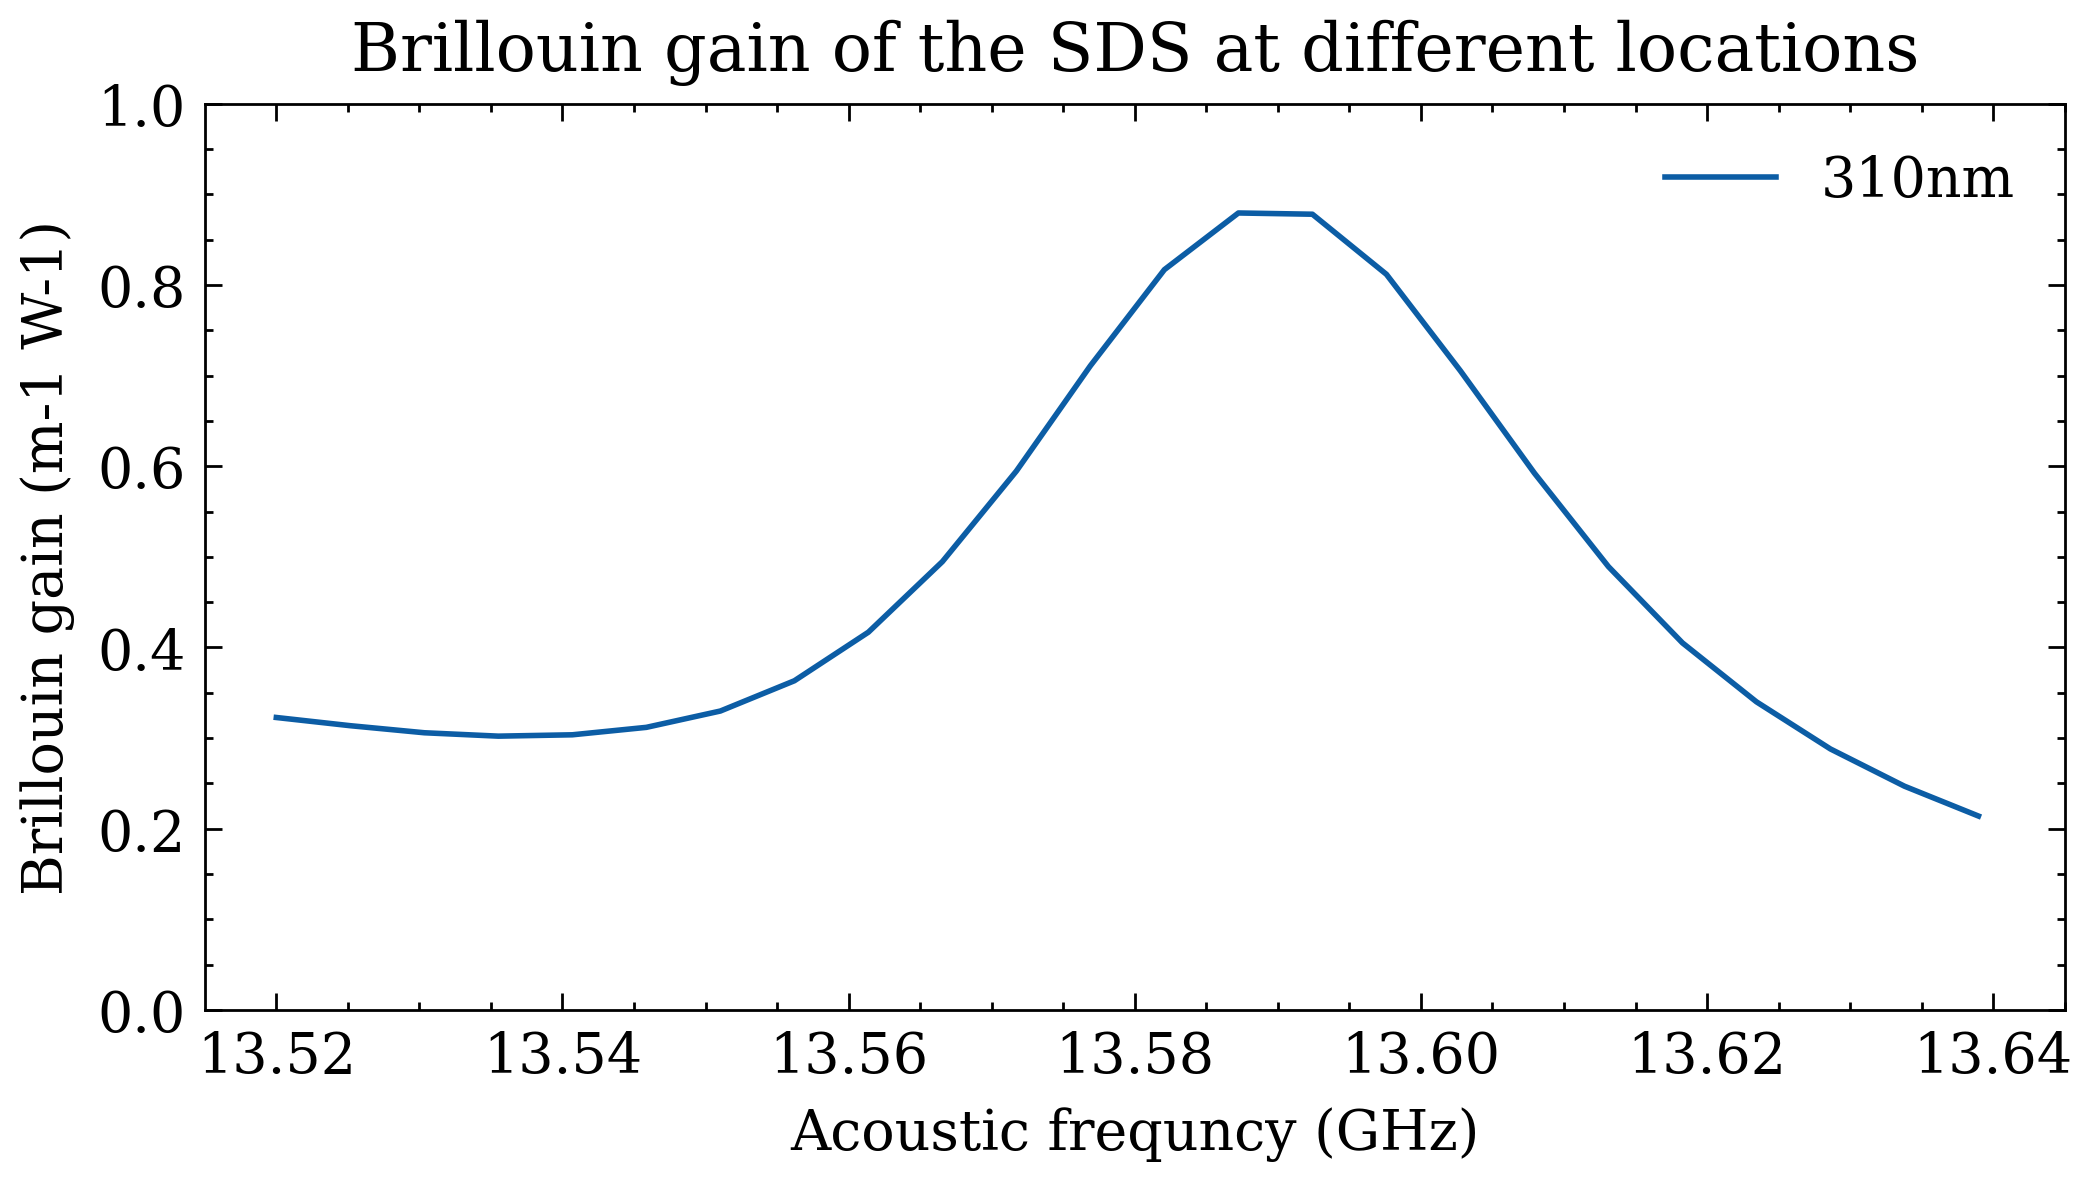 Brillouin gain of the SDS at different locations
1.0
0.8
0.6
0.4
0.2
0.0
Brillouin gain (m-1 W-1)
310nm
13.52 13.54 13.56 13.58 13.60 13.62 13.64
Acoustic frequncy (GHz)